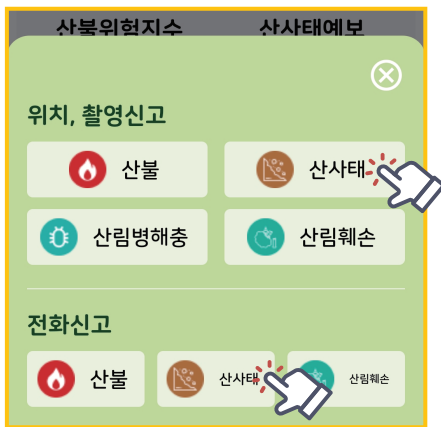 산불위험지수 산사태예보
위치, 촬영신고
산불 산사태
산림병해충 산림훼손
전화신고
산불 산사태 산림훼손